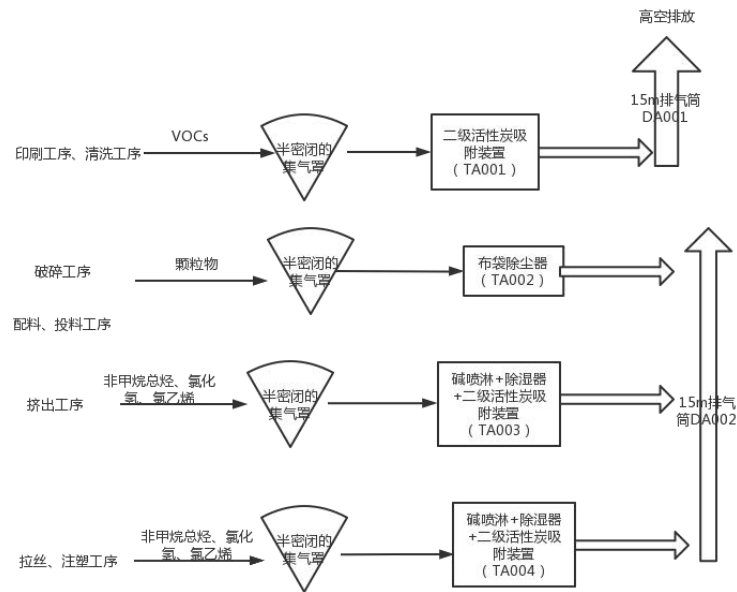 高空排放
15m排气筒
DA001
印刷工序、清洗工序
VOCs
半密闭的
集气罩
二级活性炭吸
附装置
（TA001）
破碎工序
颗粒物
半密闭的
集气罩
布袋除尘器
（TA002）
配料、投料工序
挤出工序
非甲烷总烃、氯化
氢、氯乙烯
半密闭的
集气罩
碱喷淋+除湿器
+二级活性炭吸
附装置
（TA003）
15m排气
筒DA002
拉丝、注塑工序
非甲烷总烃、氯化
氢、氯乙烯
半密闭的
集气罩
碱喷淋+除湿器
+二级活性炭吸
附装置
（TA004）